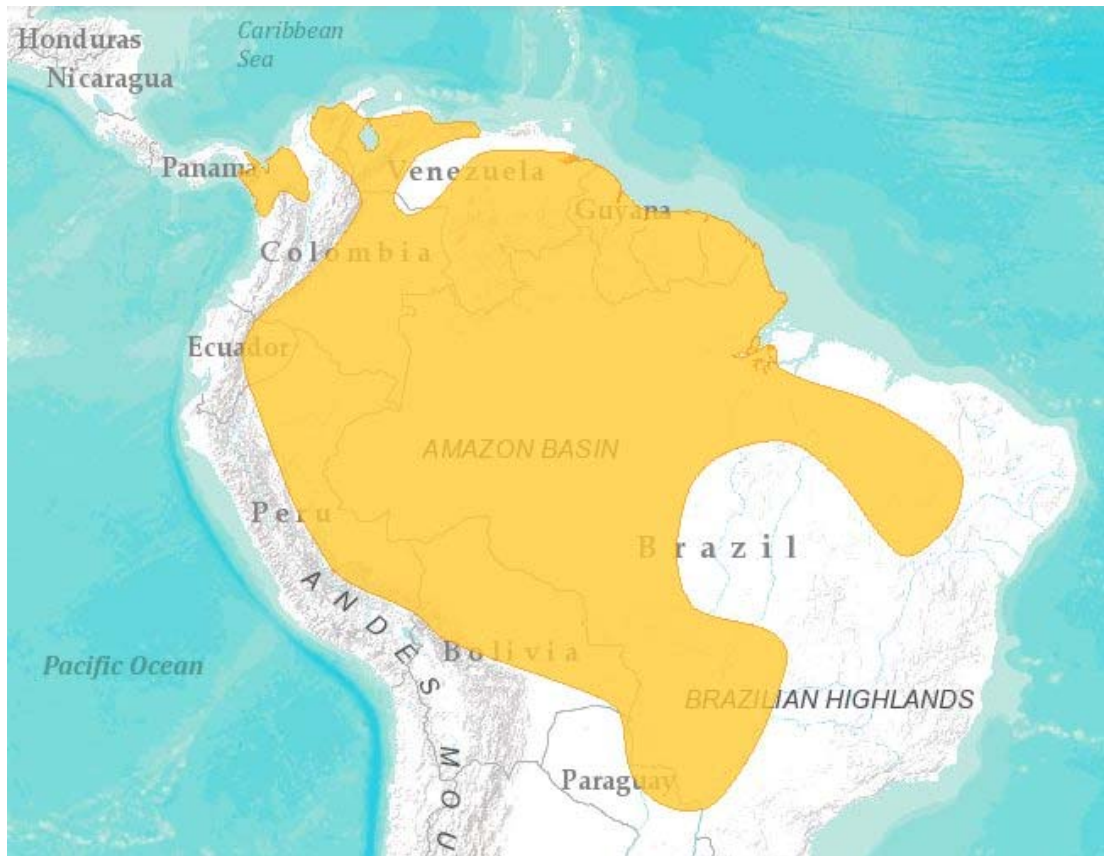 Honduras
Caribbean
Sea
Nicaragua
Panama
Venezuela
Guyana
Colombia
Ecuador
AMAZON BASIN
Peru
Brazil
ANDES
Bolivia
Pacific Ocean
BRAZILIAN HIGHLANDS
Paraguay
MOU